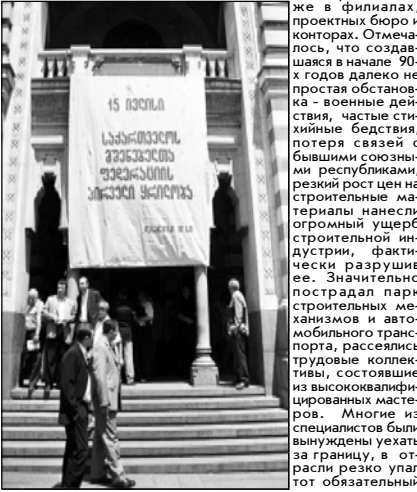 15 ივლისი
საქართველოს
მშენებელთა
ფედერაციის
პირველი ყრილობა
же в филиалах,
проектных бюро и
конторах. Отмеча-
лось, что создав-
шаяся в начале 90-
х годов далеко не
простая обстанов-
ка - военные дей-
ствия, частые сти-
хийные бедствия,
потеря связей с
бывшими союзны-
ми республиками,
резкий рост цен на
строительные ма-
териалы нанесли
огромный ущерб
строительной ин-
дустрии, факти-
чески разрушив
ее. Значительно
пострадал парк
строительных ме-
ханизмов и авто-
мобильного транс-
порта, рассеялись
трудовые коллек-
тивы, состоявшие
из высококвалифи-
цированных масте-
ров. Многие из
специалистов были
вынуждены уехать
за границу, в от-
расли резко упал
тот обязательный